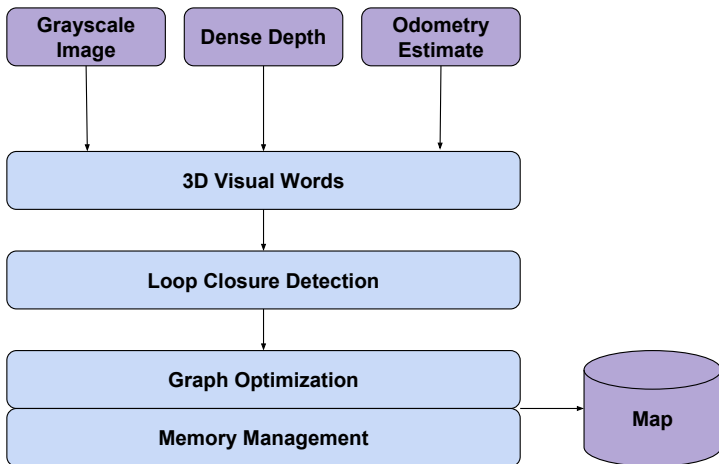 Grayscale
Image
Dense Depth
Odometry
Estimate
3D Visual Words
Loop Closure Detection
Graph Optimization
Memory Management
Map